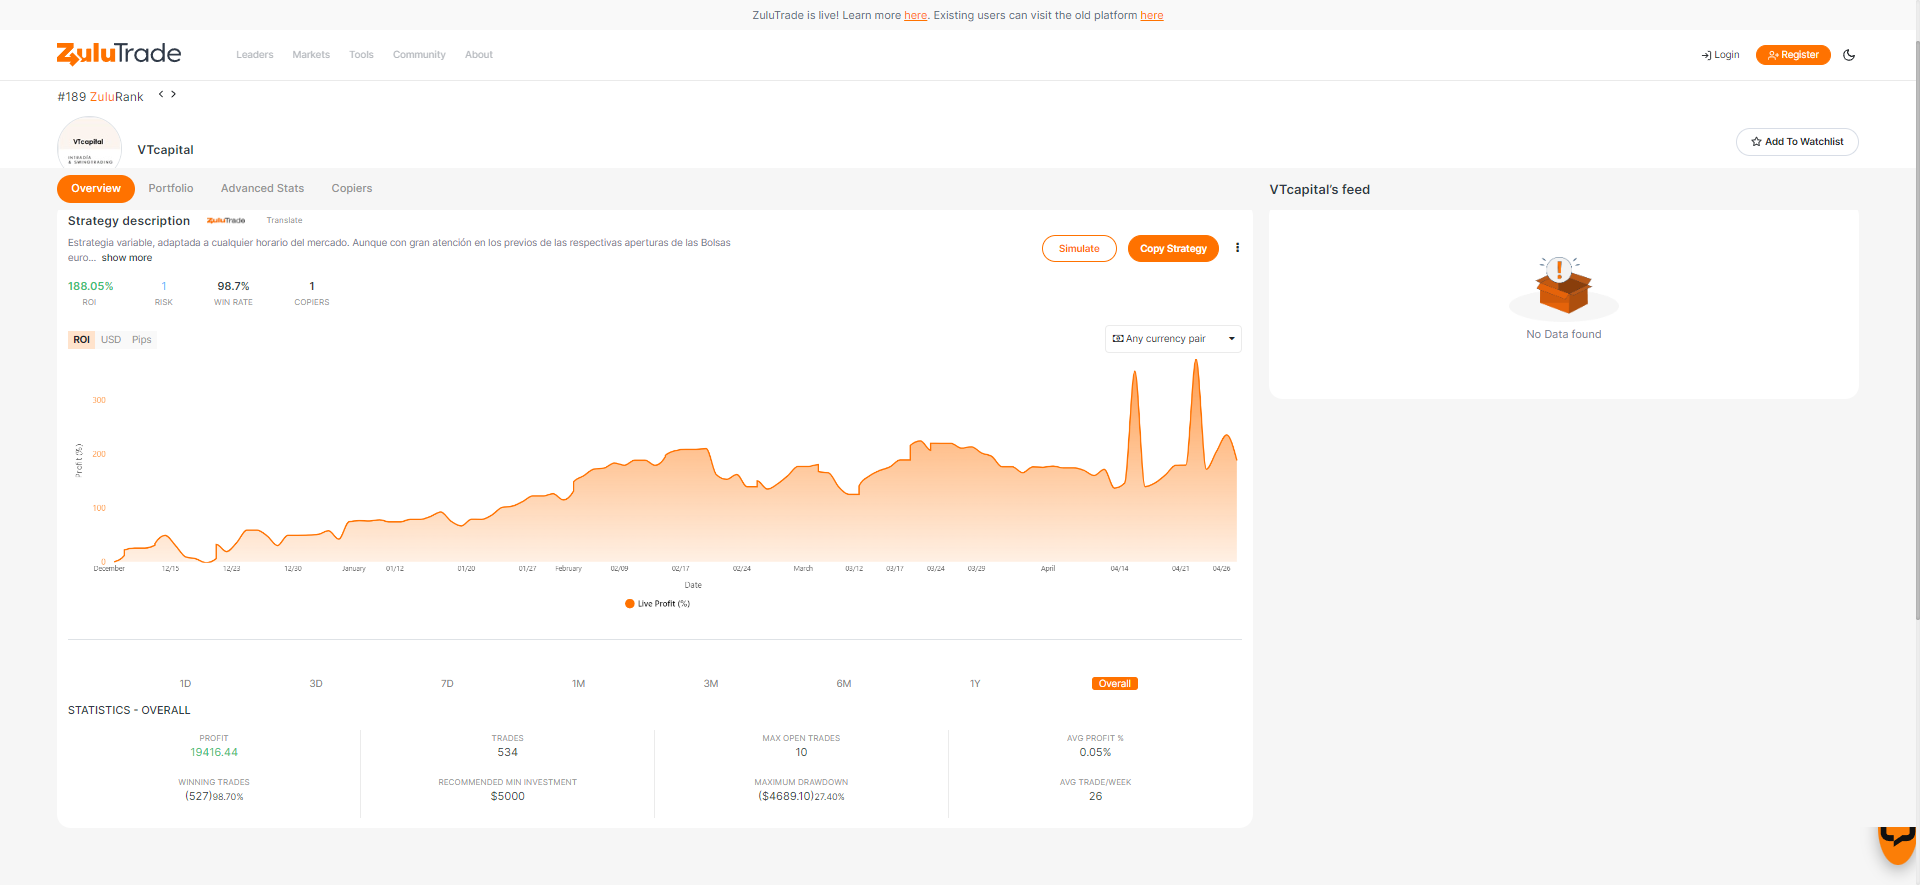 ZuluTrade is live! Learn more here. Existing users can visit the old platform here
ZuluTrade
Leaders Markets Tools Community About
Login Register
#189 ZuluRank < >
VTcapital
INTRADÍA
& SWINGTRADING
VTcapital
Add To Watchlist
Overview Portfolio Advanced Stats Copiers
VTcapital's feed
Strategy description ZuluTrade Translate
Estrategia variable, adaptada a cualquier horario del mercado. Aunque con gran atención en los previos de las respectivas aperturas de las Bolsas
euro... show more
Simulate Copy Strategy
188.05% 1 98.7% 1
ROI RISK WIN RATE COPIERS
No Data found
ROI USD Pips
Any currency pair
300
200
100
0
Profit (%)
December 12/15 12/23 12/30 January 01/12 01/20 01/27 February 02/09 02/17 02/24 March 03/12 03/17 03/24 03/29 April 04/14 04/21 04/26
Date
Live Profit (%)
1D 3D 7D 1M 3M 6M 1Y Overall
STATISTICS - OVERALL
PROFIT TRADES MAX OPEN TRADES AVG PROFIT %
19416.44 534 10 0.05%
WINNING TRADES RECOMMENDED MIN INVESTMENT MAXIMUM DRAWDOWN AVG TRADE/WEEK
(527)98.70% $5000 ($4689.10)27.40% 26